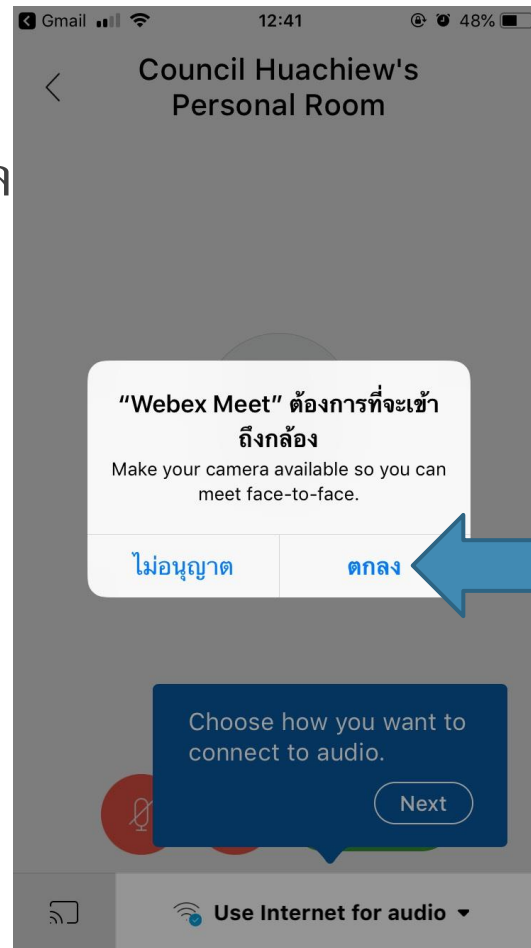 Gmail 12:41 48%
Council Huachiew's
Personal Room
“Webex Meet” ต้องการที่จะเข้า
ถึงกล้อง
Make your camera available so you can
meet face-to-face.
ไม่อนุญาต ตกลง
Choose how you want to
connect to audio.
Next
Use Internet for audio